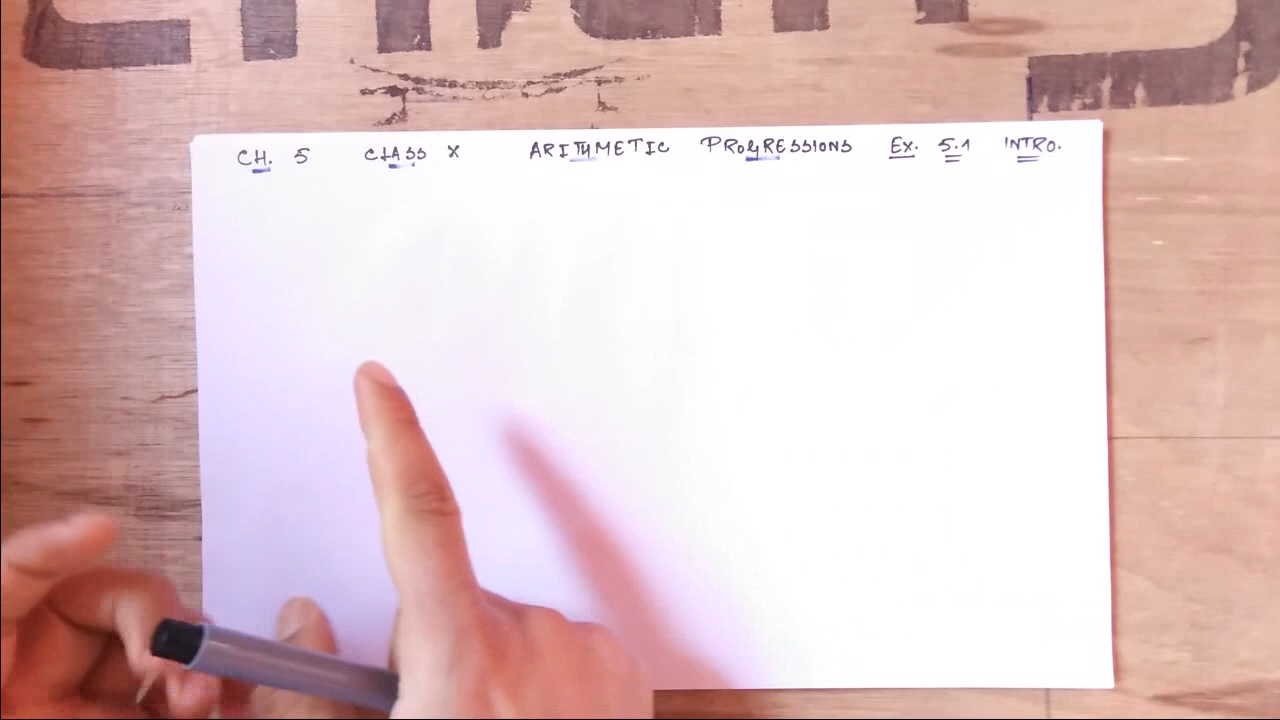 CH. 5 CLASS X ARITHMETIC PROGRESSIONS Ex. 5.1 INTRO.